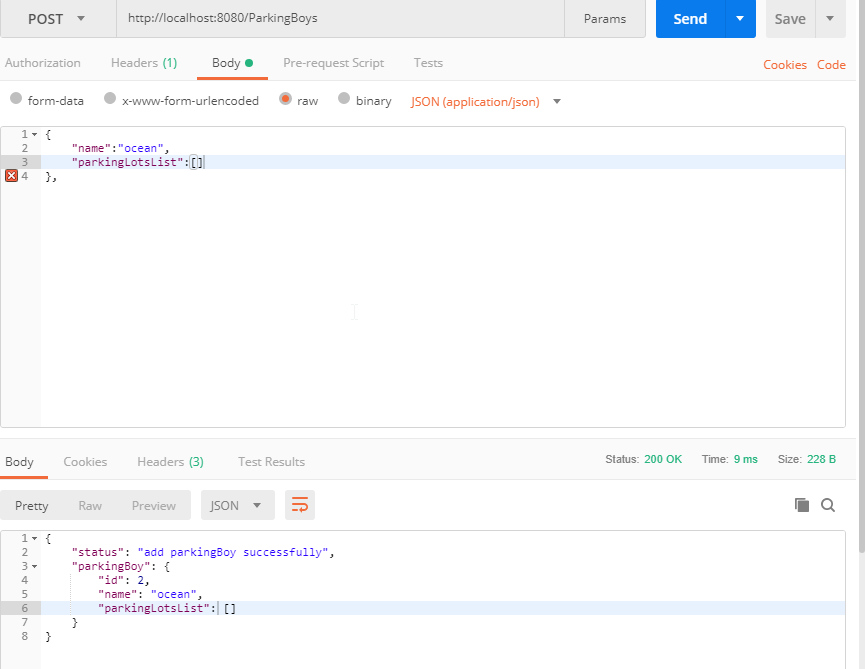 POST http://localhost:8080/ParkingBoys Params Send Save
Authorization Headers (1) Body Pre-request Script Tests Cookies Code
form-data x-www-form-urlencoded raw binary JSON (application/json)
1 {
2 "name":"ocean",
3 "parkingLotsList":[]
4 },
Body Cookies Headers (3) Test Results Status: 200 OK Time: 9 ms Size: 228 B
Pretty Raw Preview JSON
1 {
2 "status": "add parkingBoy successfully",
3 "parkingBoy": {
4 "id": 2,
5 "name": "ocean",
6 "parkingLotsList": []
7 }
8 }